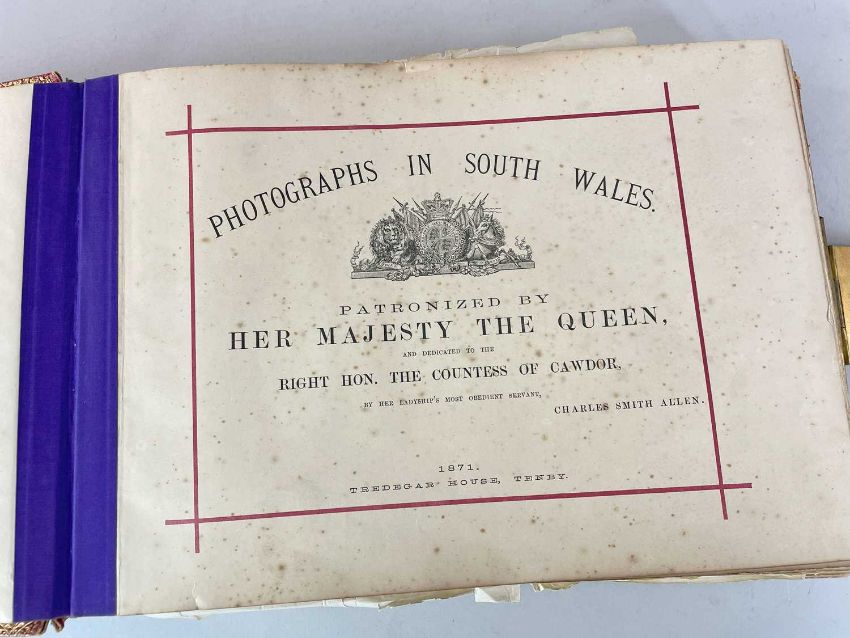 PHOTOGRAPHS IN SOUTH WALES.
PATRONIZED BY
HER MAJESTY THE QUEEN,
AND DEDICATED TO THE
RIGHT HON. THE COUNTESS OF CAWDOR,
BY HER LADYSHIP'S MOST OBEDIENT SERVANT,
CHARLES SMITH ALLEN.
1871.
TREDEGAR HOUSE, TENBY.